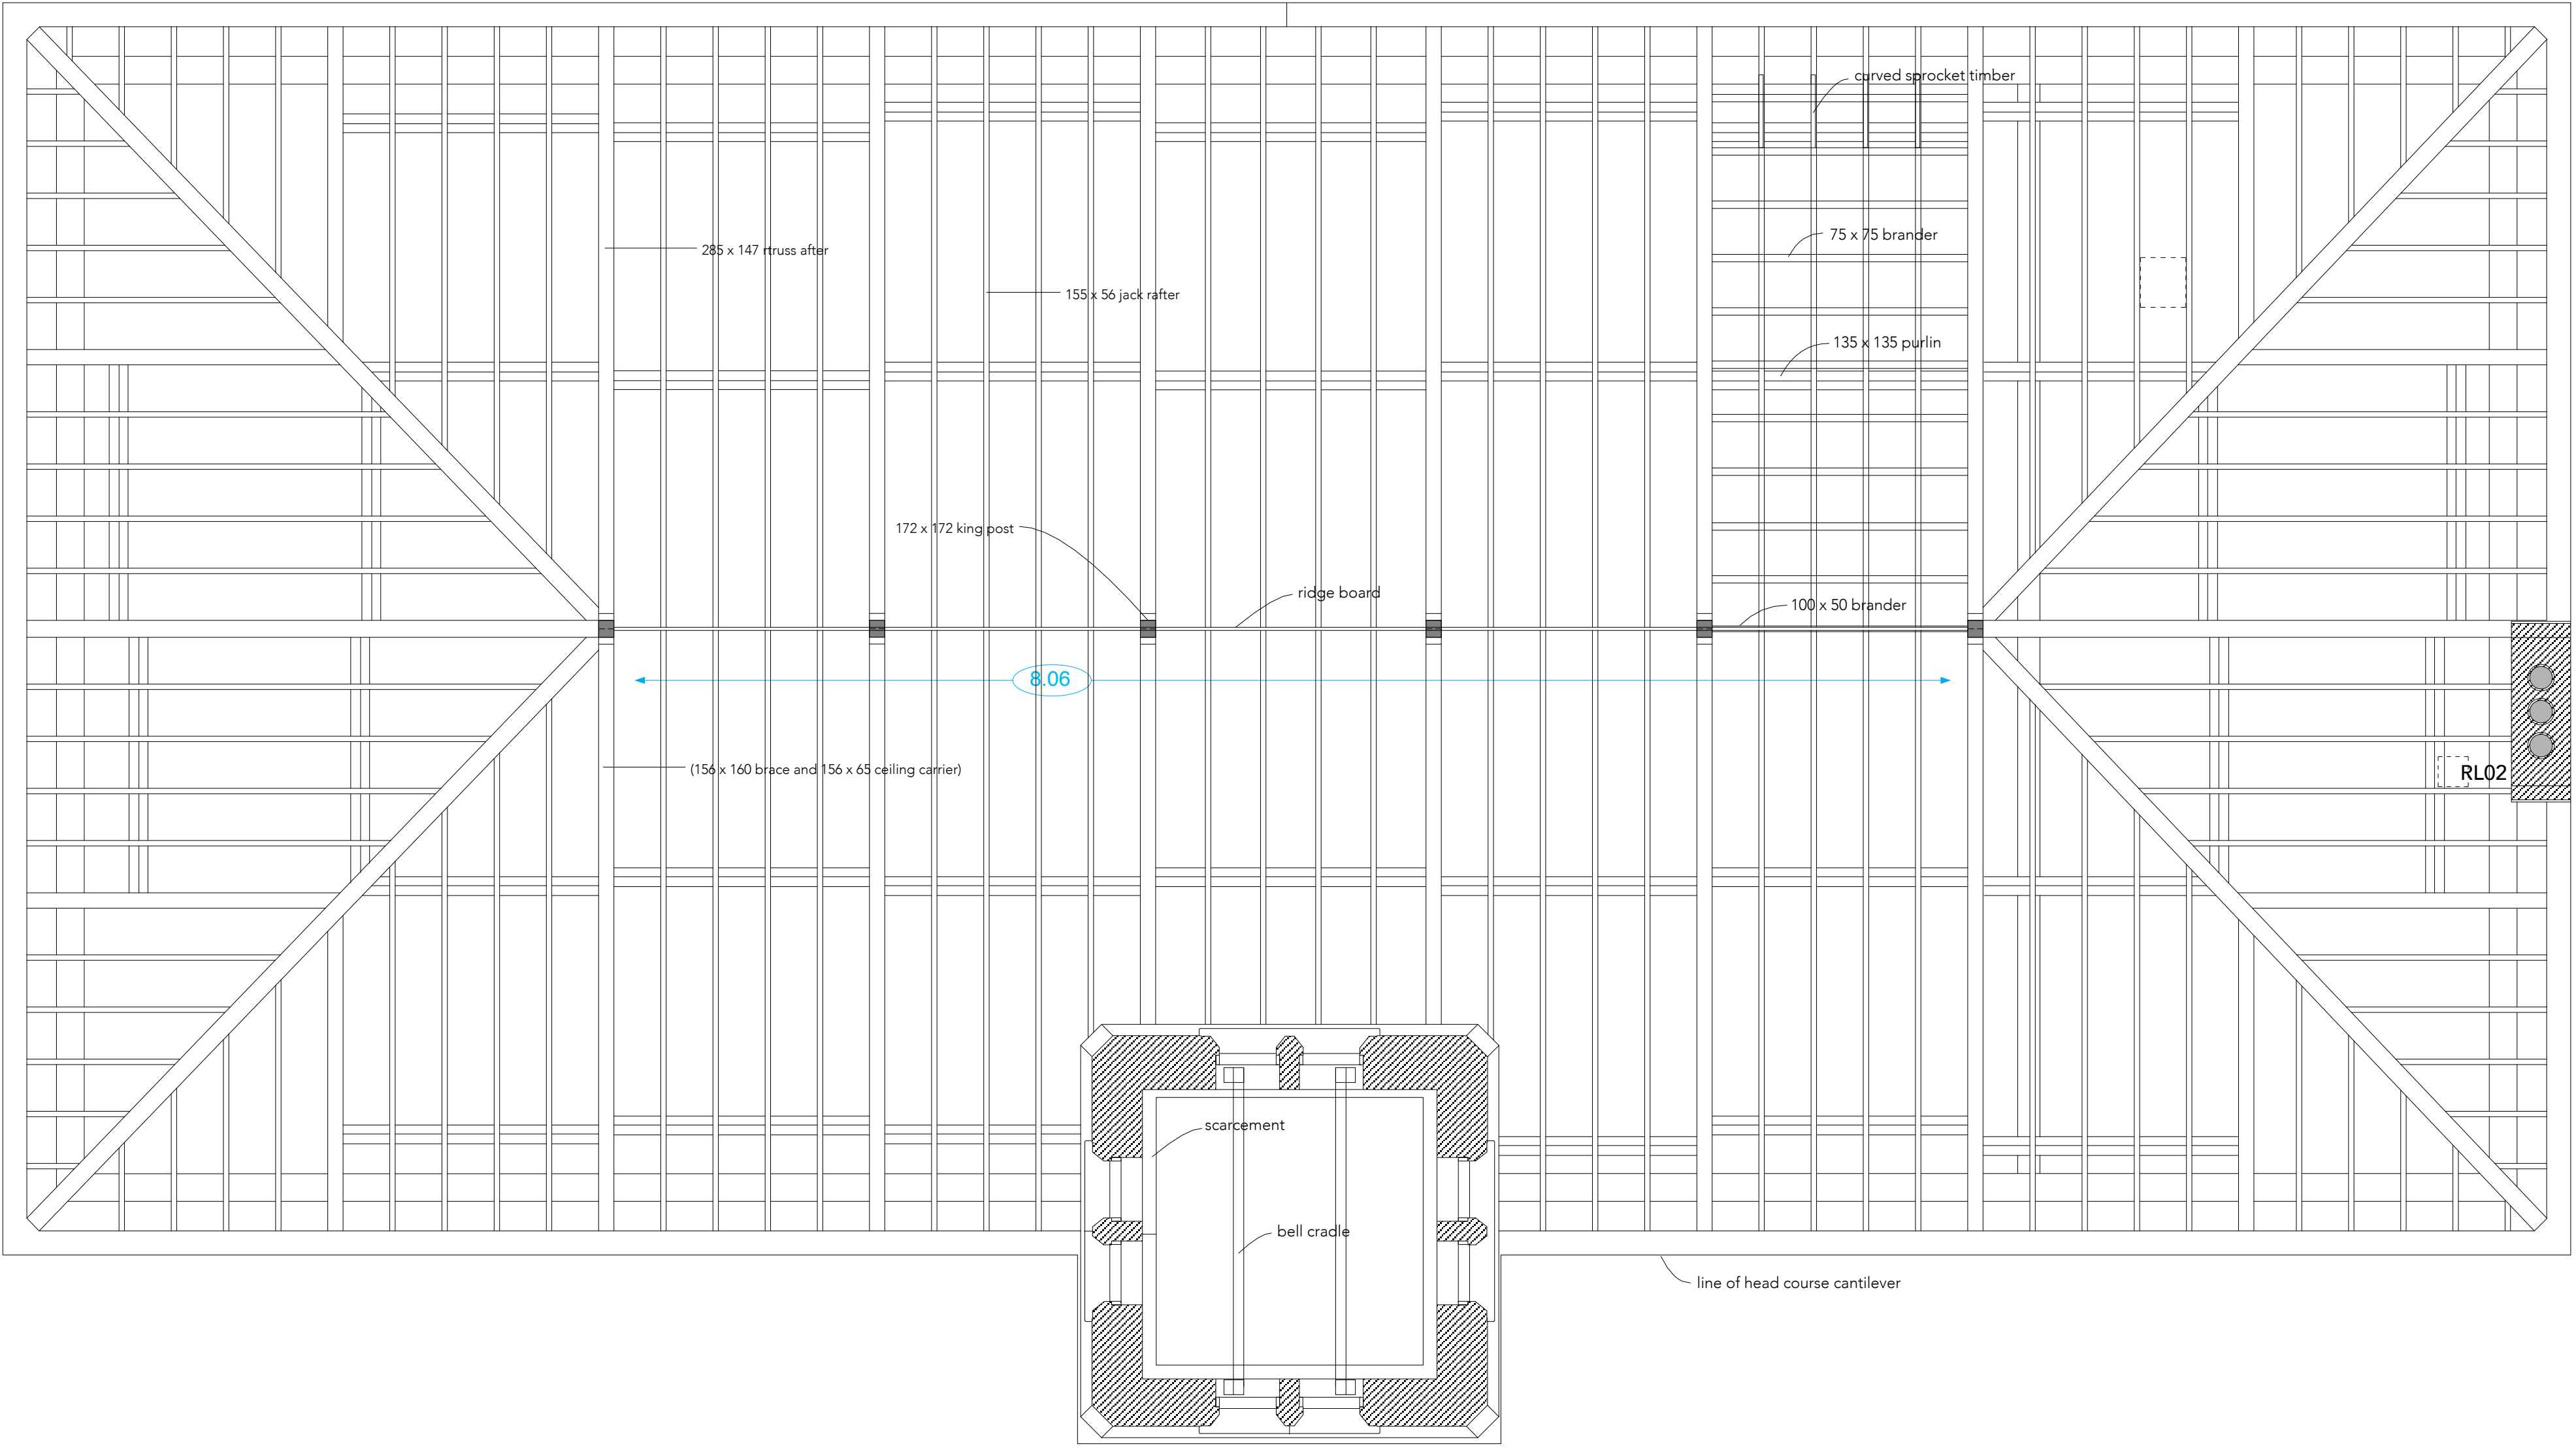 curved sprocket timber
75 x 75 brander
285 x 147 rtruss after
155 x 56 jack rafter
135 x 135 purlin
172 x 172 king post
ridge board
100 x 50 brander
8.06
(156 x 160 brace and 156 x 65 ceiling carrier)
RL02
scarcement
bell cradle
line of head course cantilever